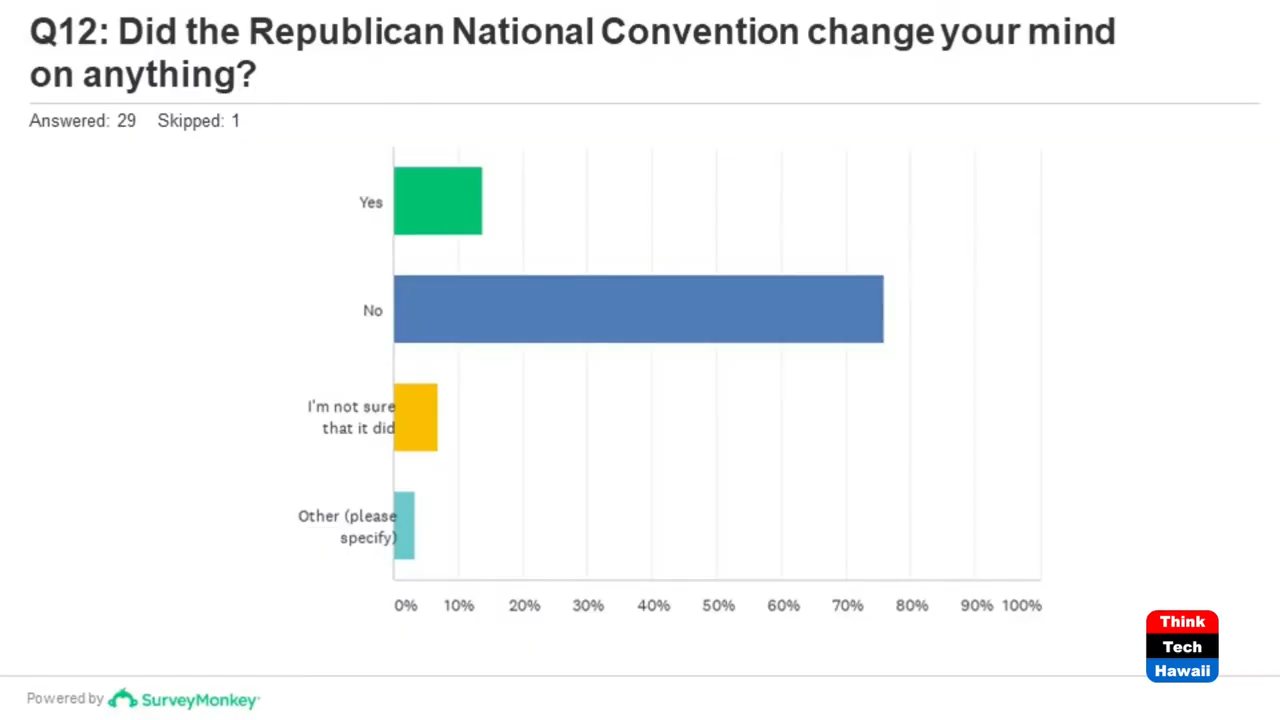 Q12: Did the Republican National Convention change your mind
on anything?
Answered: 29 Skipped: 1
Yes
No
I'm not sure
that it did
Other (please
specify)
0% 10% 20% 30% 40% 50% 60% 70% 80% 90% 100%
Think
Tech
Hawaii
Powered by SurveyMonkey